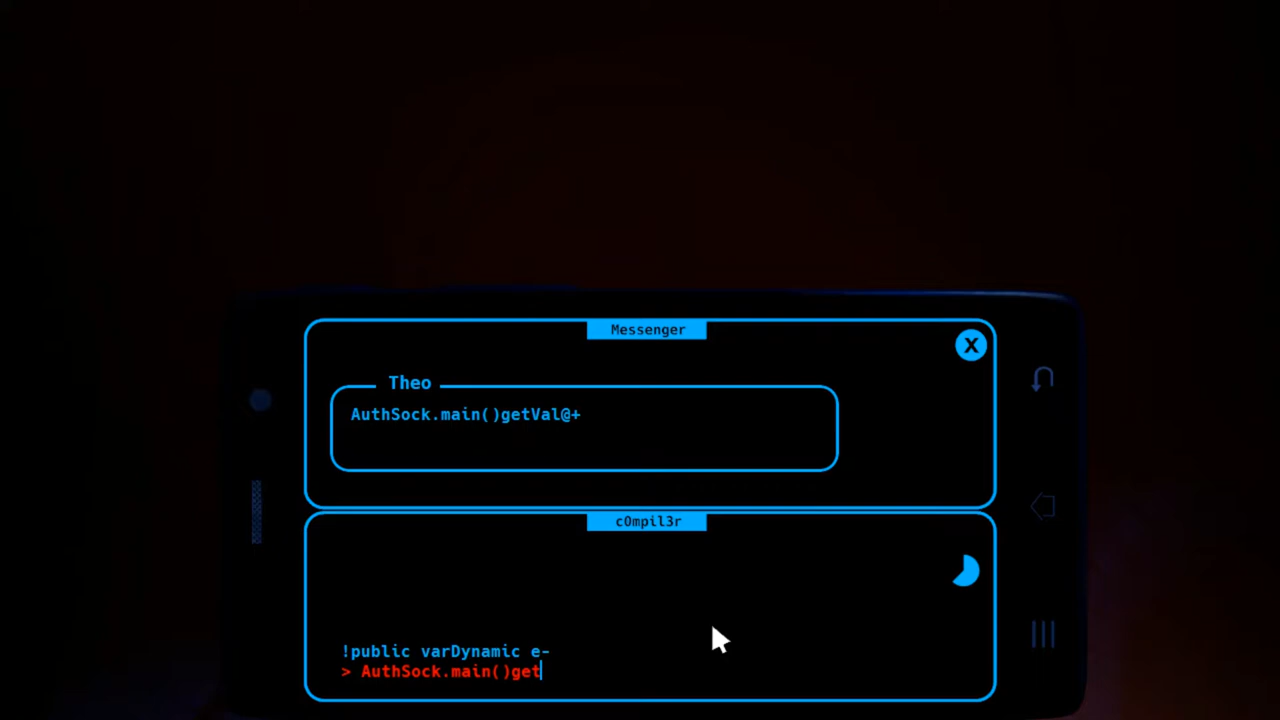 Messenger
X
Theo
AuthSock.main()getVal@+
c0mpil3r
!public varDynamic e-
> AuthSock.main()get